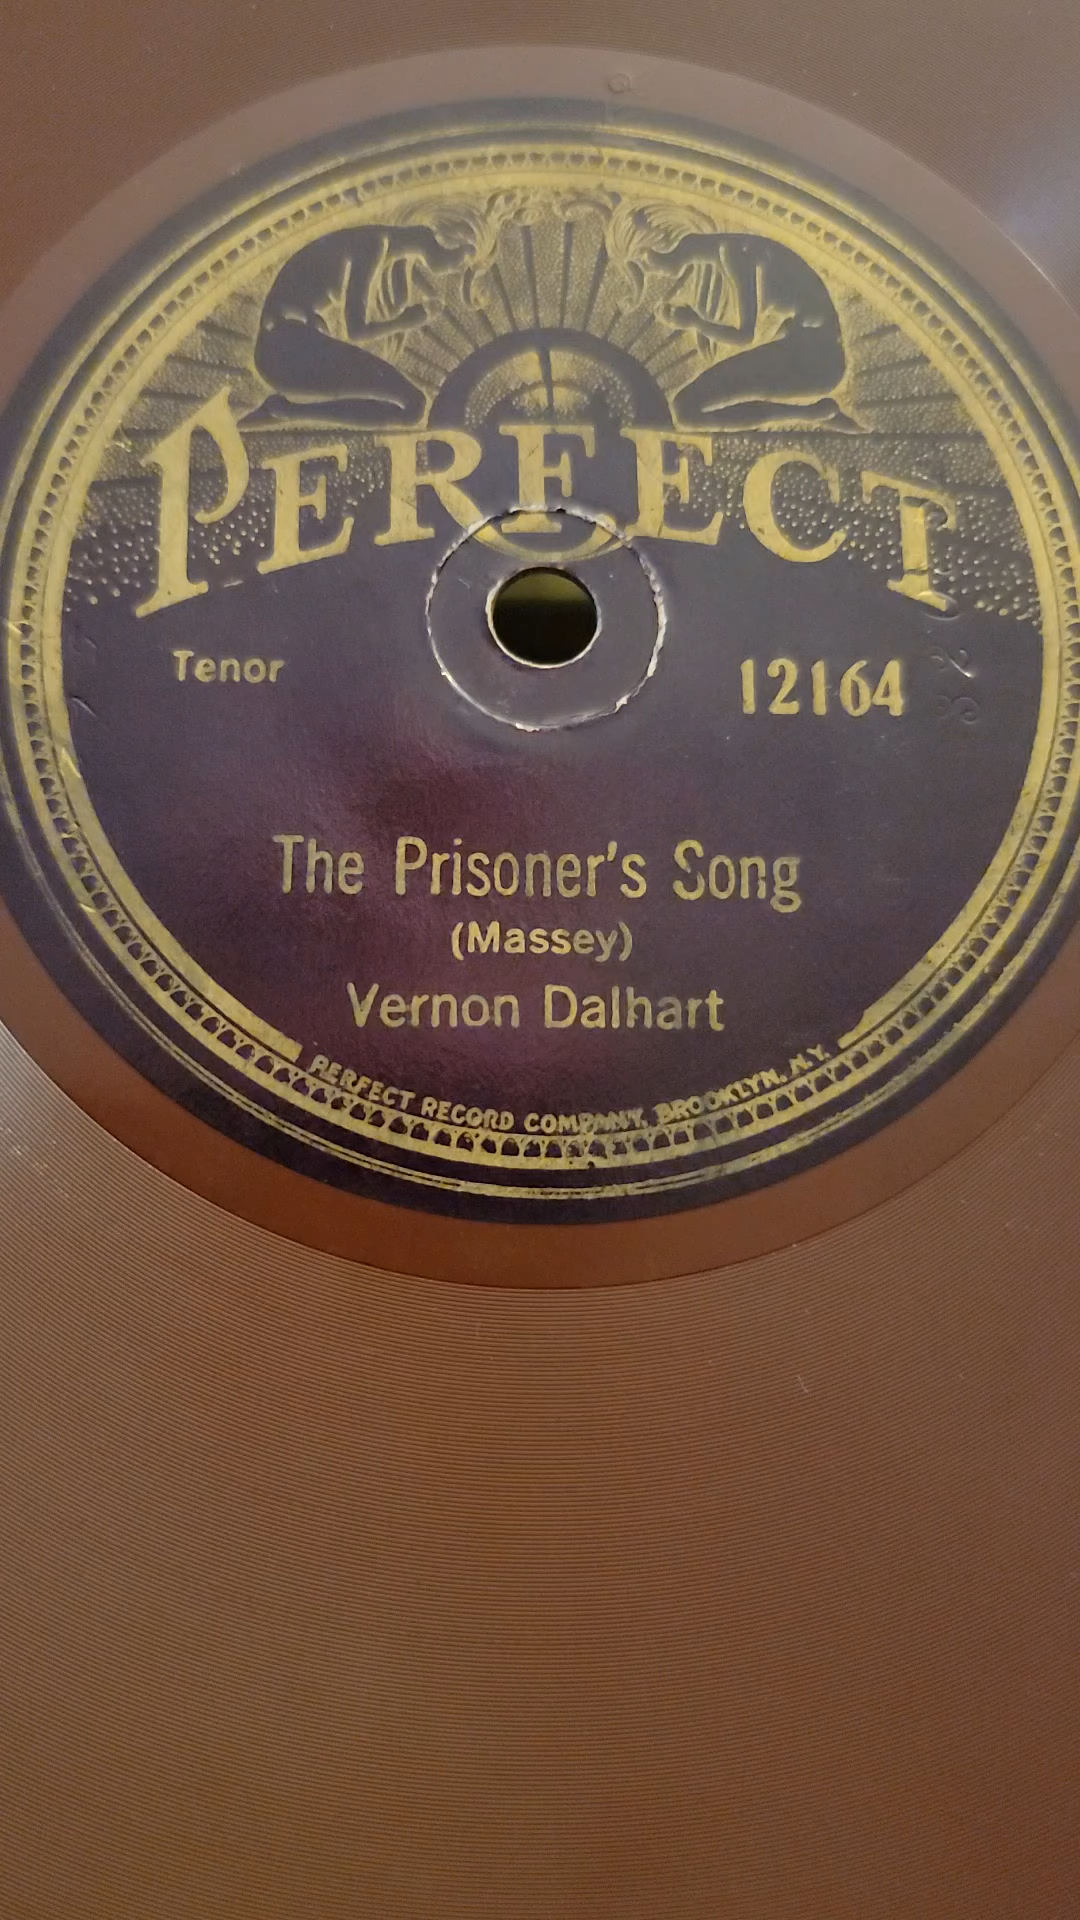 PERFECT
Tenor
12164
The Prisoner's Song
(Massey)
Vernon Dalhart
PERFECT RECORD COMPANY, BROOKLYN, N.Y.